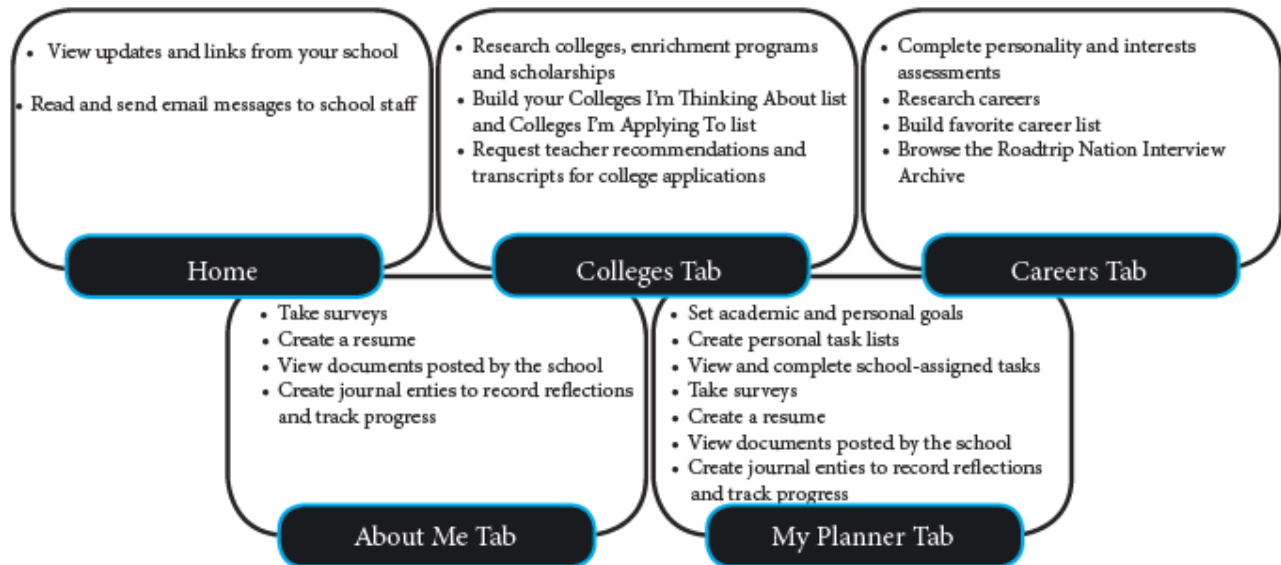 • View updates and links from your school
• Read and send email messages to school staff
Home
• Research colleges, enrichment programs
and scholarships
• Build your Colleges I'm Thinking About list
and Colleges I'm Applying To list
• Request teacher recommendations and
transcripts for college applications
Colleges Tab
• Complete personality and interests
assessments
• Research careers
• Build favorite career list
• Browse the Roadtrip Nation Interview
Archive
Careers Tab
• Take surveys
• Create a resume
• View documents posted by the school
• Create journal enties to record reflections
and track progress
About Me Tab
• Set academic and personal goals
• Create personal task lists
• View and complete school-assigned tasks
• Take surveys
• Create a resume
• View documents posted by the school
• Create journal enties to record reflections
and track progress
My Planner Tab